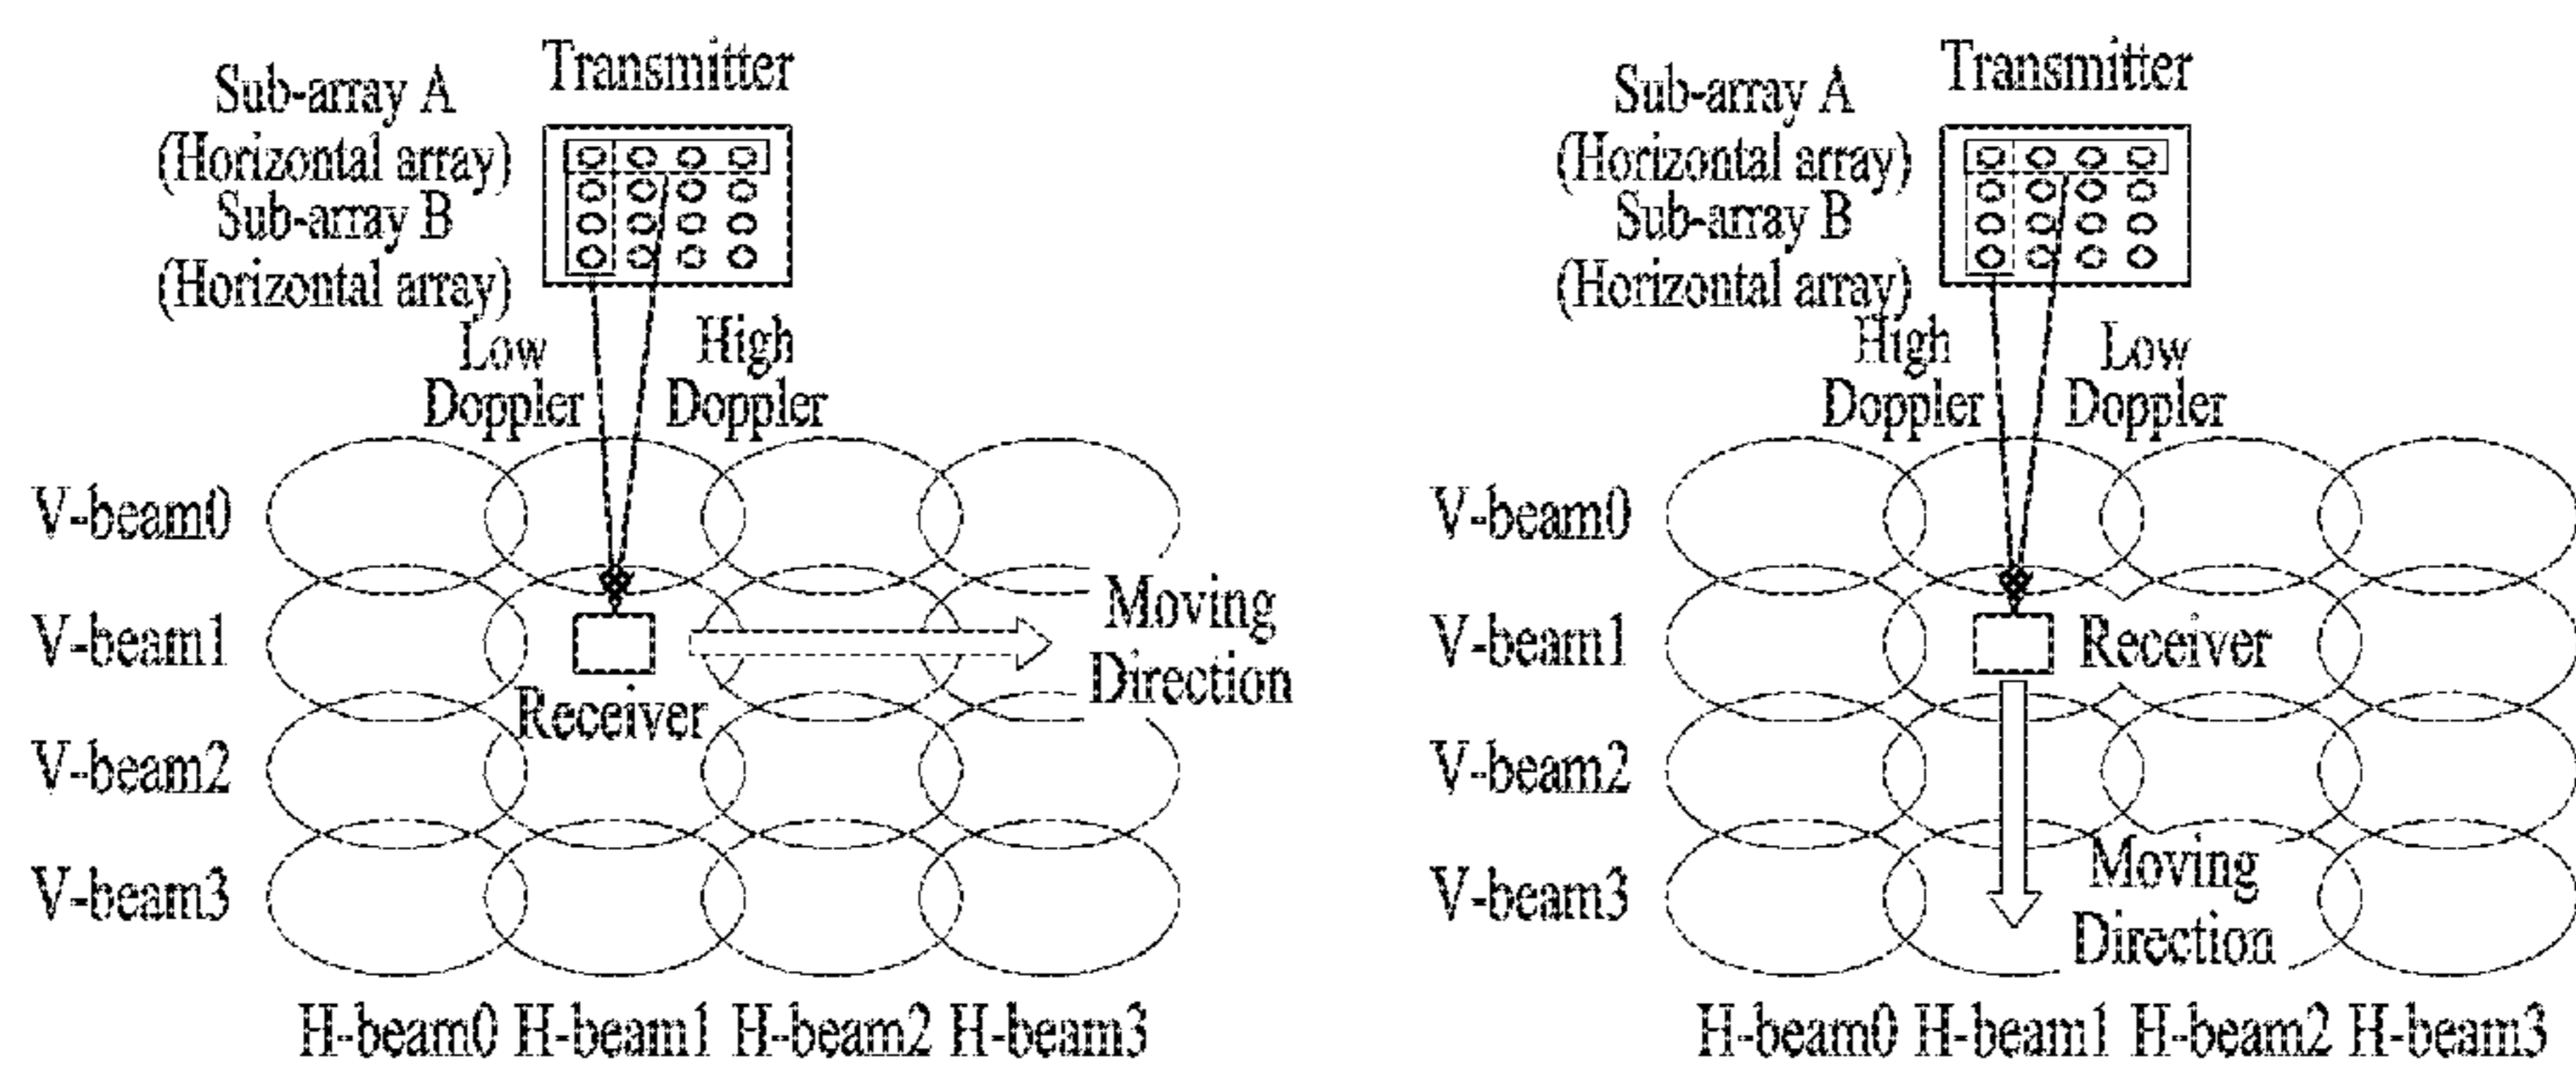 Transmitter
Sub-array A
(Horizontal array)
Sub-array B
(Horizontal array)
Low
Doppler
High
Doppler
V-beam0
V-beam1
V-beam2
V-beam3
Receiver
Moving
Direction
H-beam0 H-beam1 H-beam2 H-beam3
Transmitter
Sub-array A
(Horizontal array)
Sub-array B
(Horizontal array)
High
Doppler
Low
Doppler
V-beam0
V-beam1
V-beam2
V-beam3
Receiver
Moving
Direction
H-beam0 H-beam1 H-beam2 H-beam3